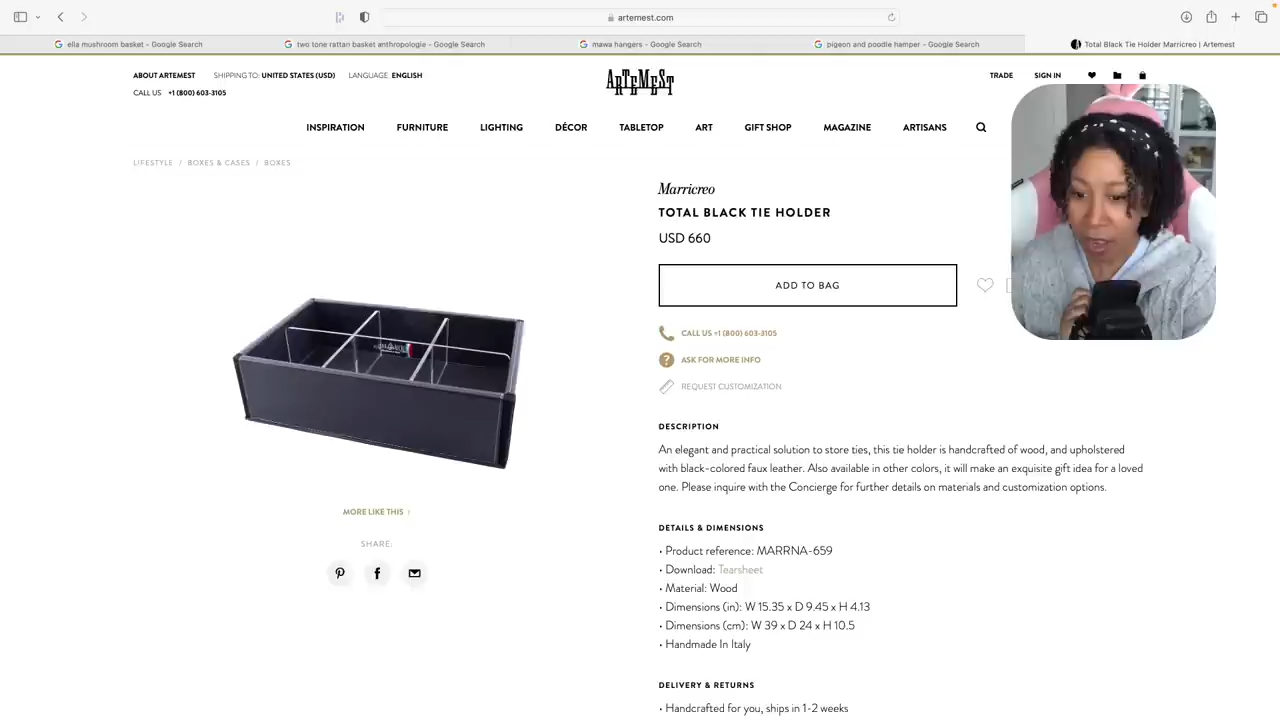 artemest.com
ella mushroom basket - Google Search
two tone rattan basket anthropologie - Google Search
mawa hangers - Google Search
pigeon and poodle hamper - Google Search
Total Black Tie Holder Marricreo | Artemest
ABOUT ARTEMEST SHIPPING TO: UNITED STATES (USD) LANGUAGE ENGLISH
CALL US +1 (800) 603-3105
ARTEMEST
TRADE SIGN IN
INSPIRATION FURNITURE LIGHTING DÉCOR TABLETOP ART GIFT SHOP MAGAZINE ARTISANS
LIFESTYLE / BOXES & CASES / BOXES
Marricreo
TOTAL BLACK TIE HOLDER
USD 660
ADD TO BAG
CALL US +1 (800) 603-3105
ASK FOR MORE INFO
REQUEST CUSTOMIZATION
DESCRIPTION
An elegant and practical solution to store ties, this tie holder is handcrafted of wood, and upholstered
with black-colored faux leather. Also available in other colors, it will make an exquisite gift idea for a loved
one. Please inquire with the Concierge for further details on materials and customization options.
MORE LIKE THIS
SHARE:
DETAILS & DIMENSIONS
• Product reference: MARRNA-659
• Download: Tearsheet
• Material: Wood
• Dimensions (in): W 15.35 x D 9.45 x H 4.13
• Dimensions (cm): W 39 x D 24 x H 10.5
• Handmade In Italy
DELIVERY & RETURNS
• Handcrafted for you, ships in 1-2 weeks